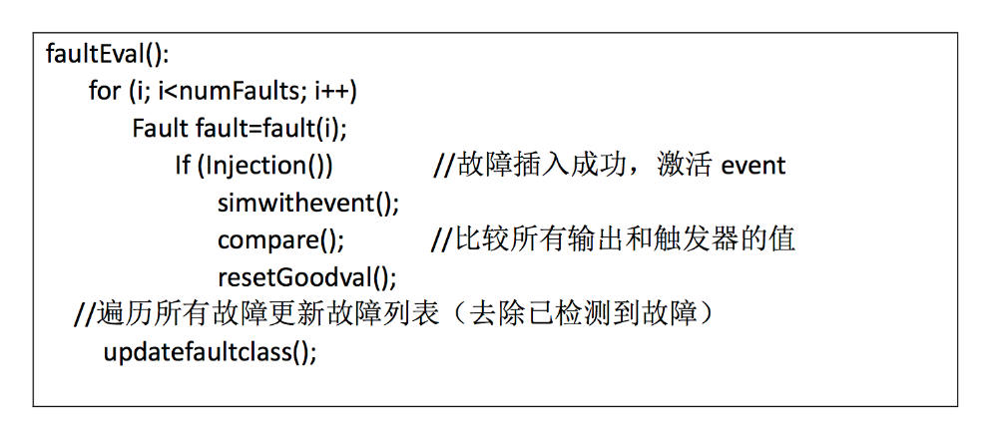 faultEval():
for (i; i<numFaults; i++)
Fault fault=fault(i);
If (Injection()) //故障插入成功，激活 event
simwithevent();
compare(); //比较所有输出和触发器的值
resetGoodval();
//遍历所有故障更新故障列表（去除已检测到故障）
updatefaultclass();